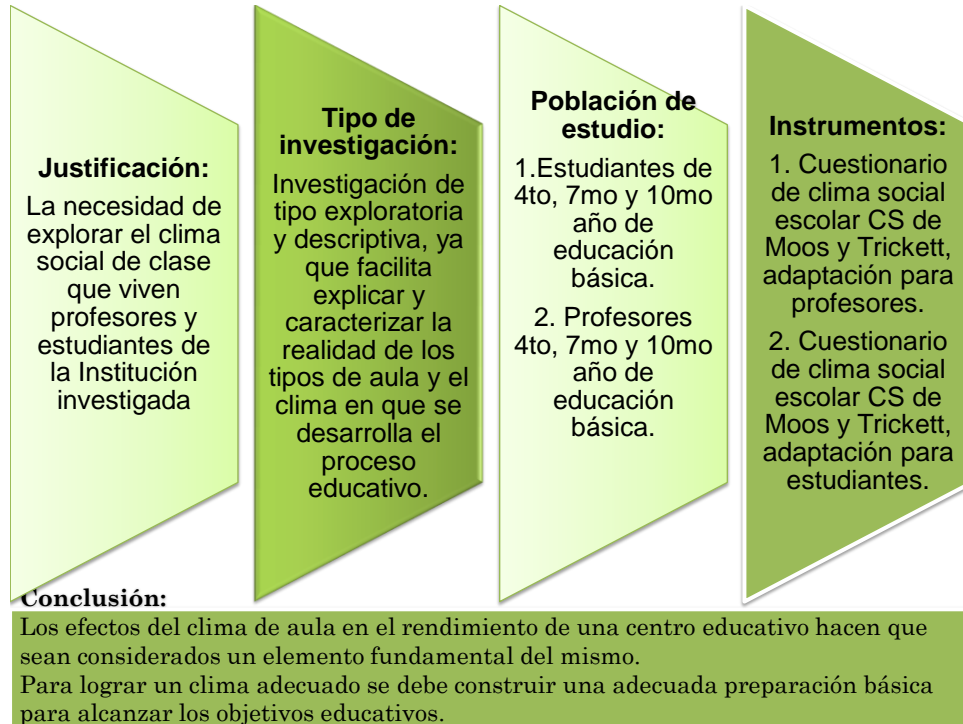 Justificación:
La necesidad de
explorar el clima
social de clase
que viven
profesores y
estudiantes de
la Institución
investigada
Tipo de
investigación:
Investigación de
tipo exploratoria
y descriptiva, ya
que facilita
explicar y
caracterizar la
realidad de los
tipos de aula y el
clima en que se
desarrolla el
proceso
educativo.
Población de
estudio:
1.Estudiantes de
4to, 7mo y 10mo
año de
educación
básica.
2. Profesores
4to, 7mo y 10mo
año de
educación
básica.
Instrumentos:
1. Cuestionario
de clima social
escolar CS de
Moos y Trickett,
adaptación para
profesores.
2. Cuestionario
de clima social
escolar CS de
Moos y Trickett,
adaptación para
estudiantes.
Conclusión:
Los efectos del clima de aula en el rendimiento de una centro educativo hacen que
sean considerados un elemento fundamental del mismo.
Para lograr un clima adecuado se debe construir una adecuada preparación básica
para alcanzar los objetivos educativos.